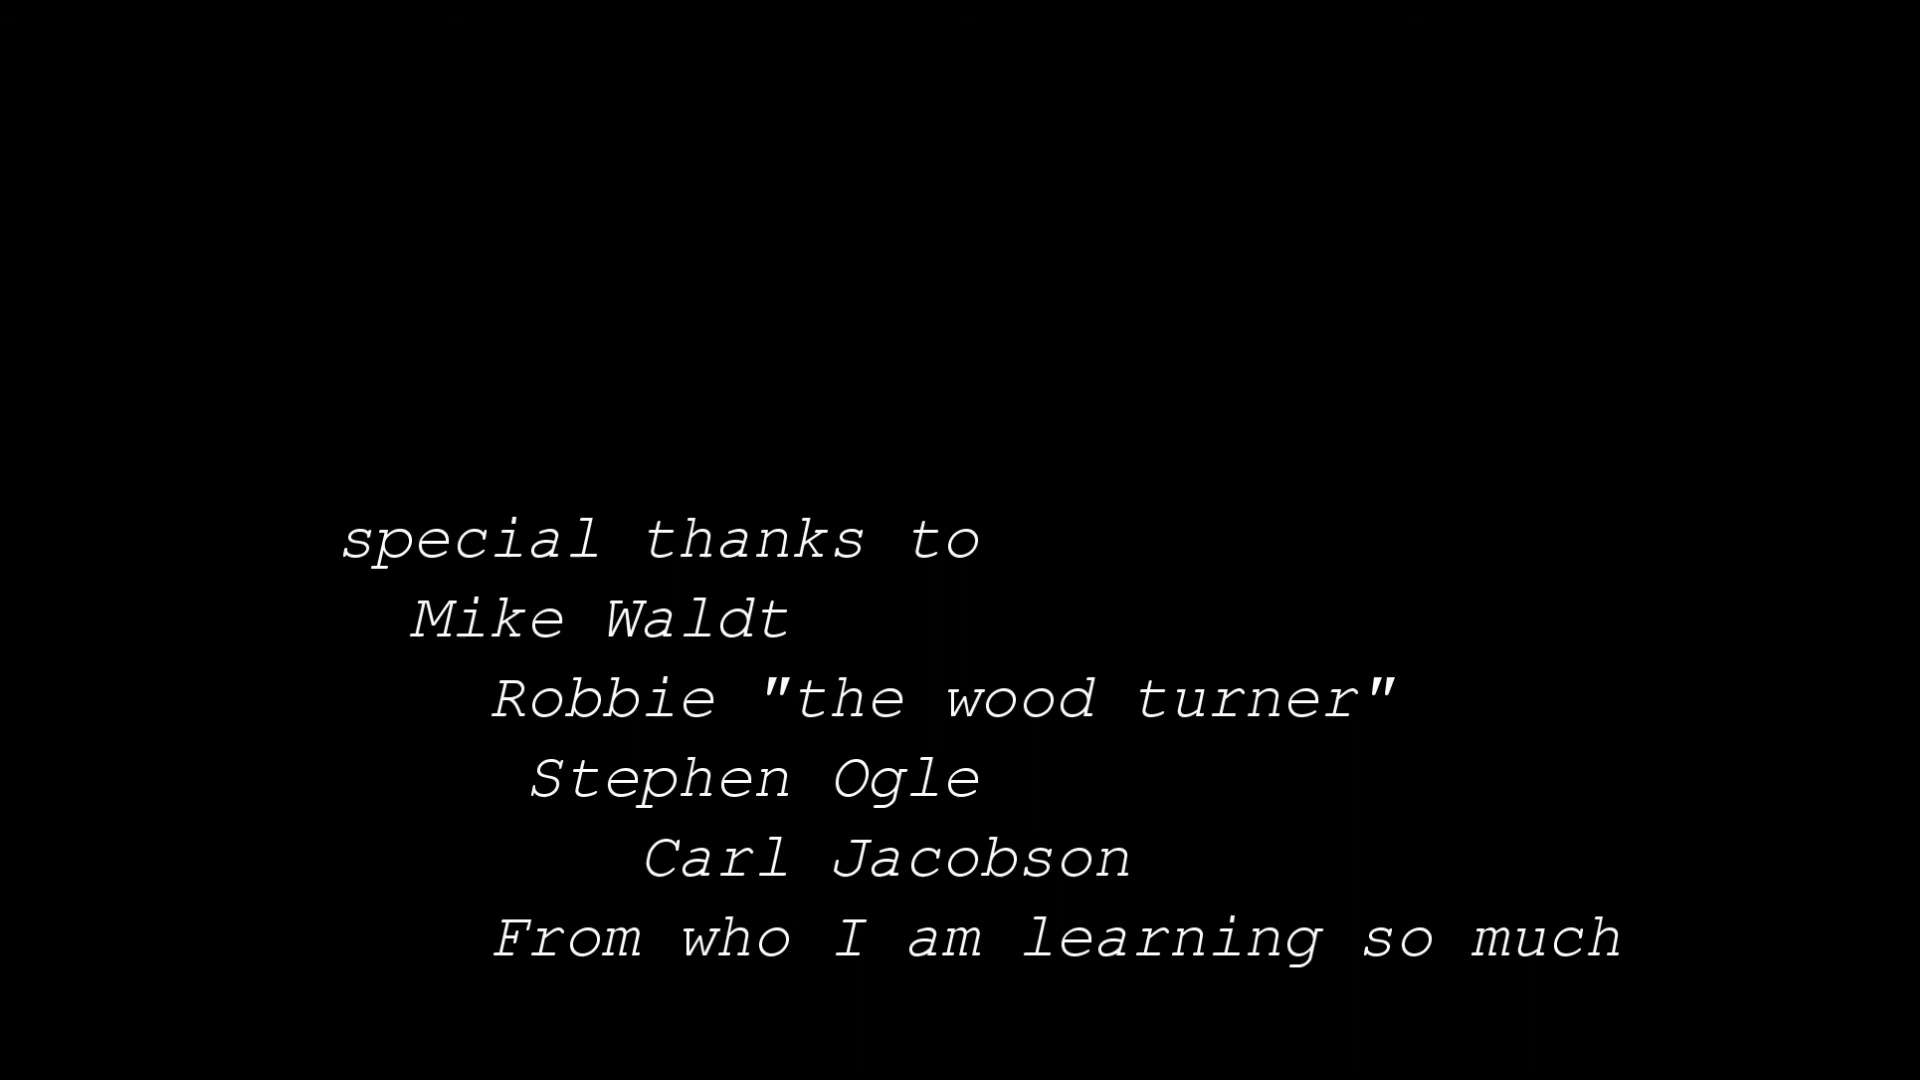 special thanks to
Mike Waldt
Robbie "the wood turner"
Stephen Ogle
Carl Jacobson
From who I am learning so much